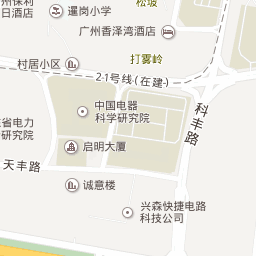 松坡
暹岗小学
广州保利
日酒店
广州香泽湾酒店
打雾岭
村居小区
21号线(在建)
中国电器
科学研究院
科丰路
省电力
研究院
启明大厦
天丰路
诚意楼
兴森快捷电路
科技公司